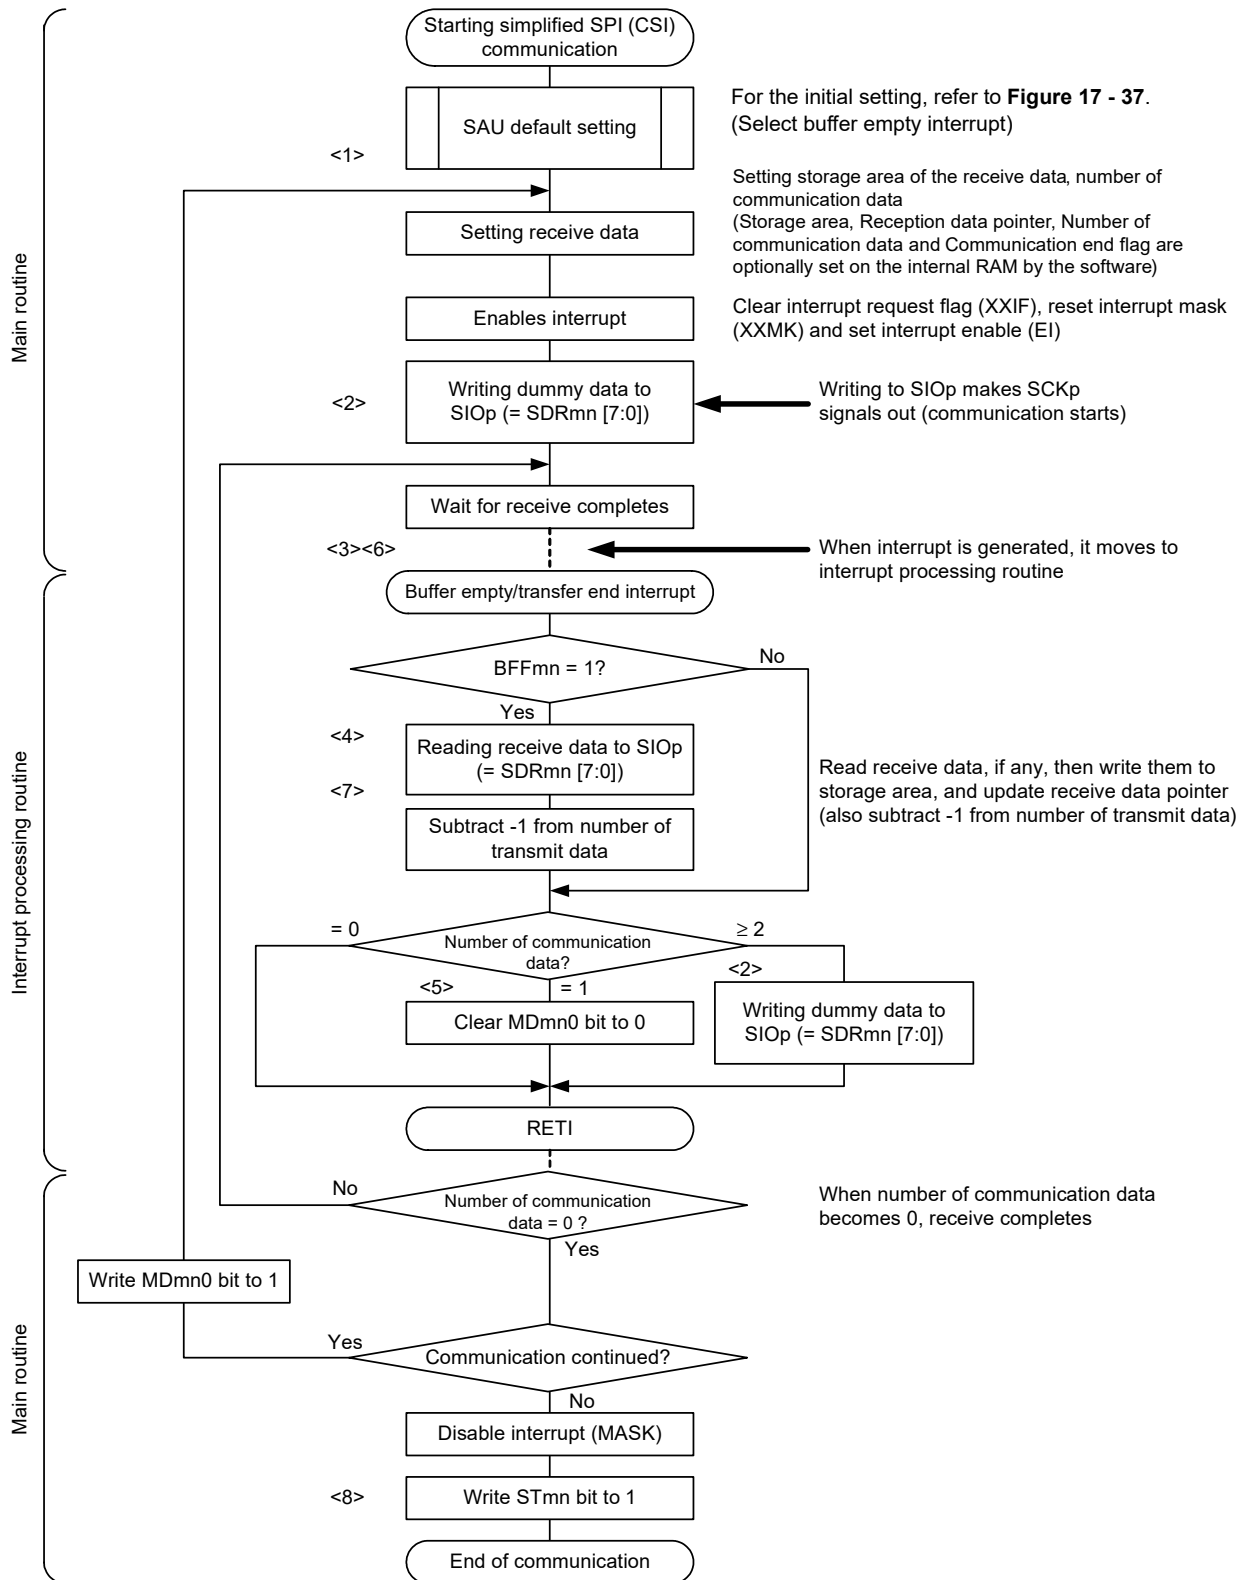 Starting simplified SPI (CSI)
communication
For the initial setting, refer to Figure 17 - 37.
(Select buffer empty interrupt)
SAU default setting
<1>
Setting storage area of the receive data, number of
communication data
(Storage area, Reception data pointer, Number of
communication data and Communication end flag are
optionally set on the internal RAM by the software)
Setting receive data
Main routine
Enables interrupt
Clear interrupt request flag (XXIF), reset interrupt mask
(XXMK) and set interrupt enable (EI)
<2>
Writing dummy data to
SIOp (= SDRmn [7:0])
Writing to SIOp makes SCKp
signals out (communication starts)
Wait for receive completes
<3><6>
When interrupt is generated, it moves to
interrupt processing routine
Buffer empty/transfer end interrupt
BFFmn = 1?
No
Yes
<4>
Reading receive data to SIOp
(= SDRmn [7:0])
<7>
Subtract -1 from number of
transmit data
Read receive data, if any, then write them to
storage area, and update receive data pointer
(also subtract -1 from number of transmit data)
Interrupt processing routine
= 0
Number of communication
data?
≥ 2
<2>
<5>
= 1
Clear MDmn0 bit to 0
Writing dummy data to
SIOp (= SDRmn [7:0])
RETI
No
Number of communication
data = 0 ?
When number of communication data
becomes 0, receive completes
Yes
Write MDmn0 bit to 1
Yes
Communication continued?
No
Main routine
Disable interrupt (MASK)
<8>
Write STmn bit to 1
End of communication